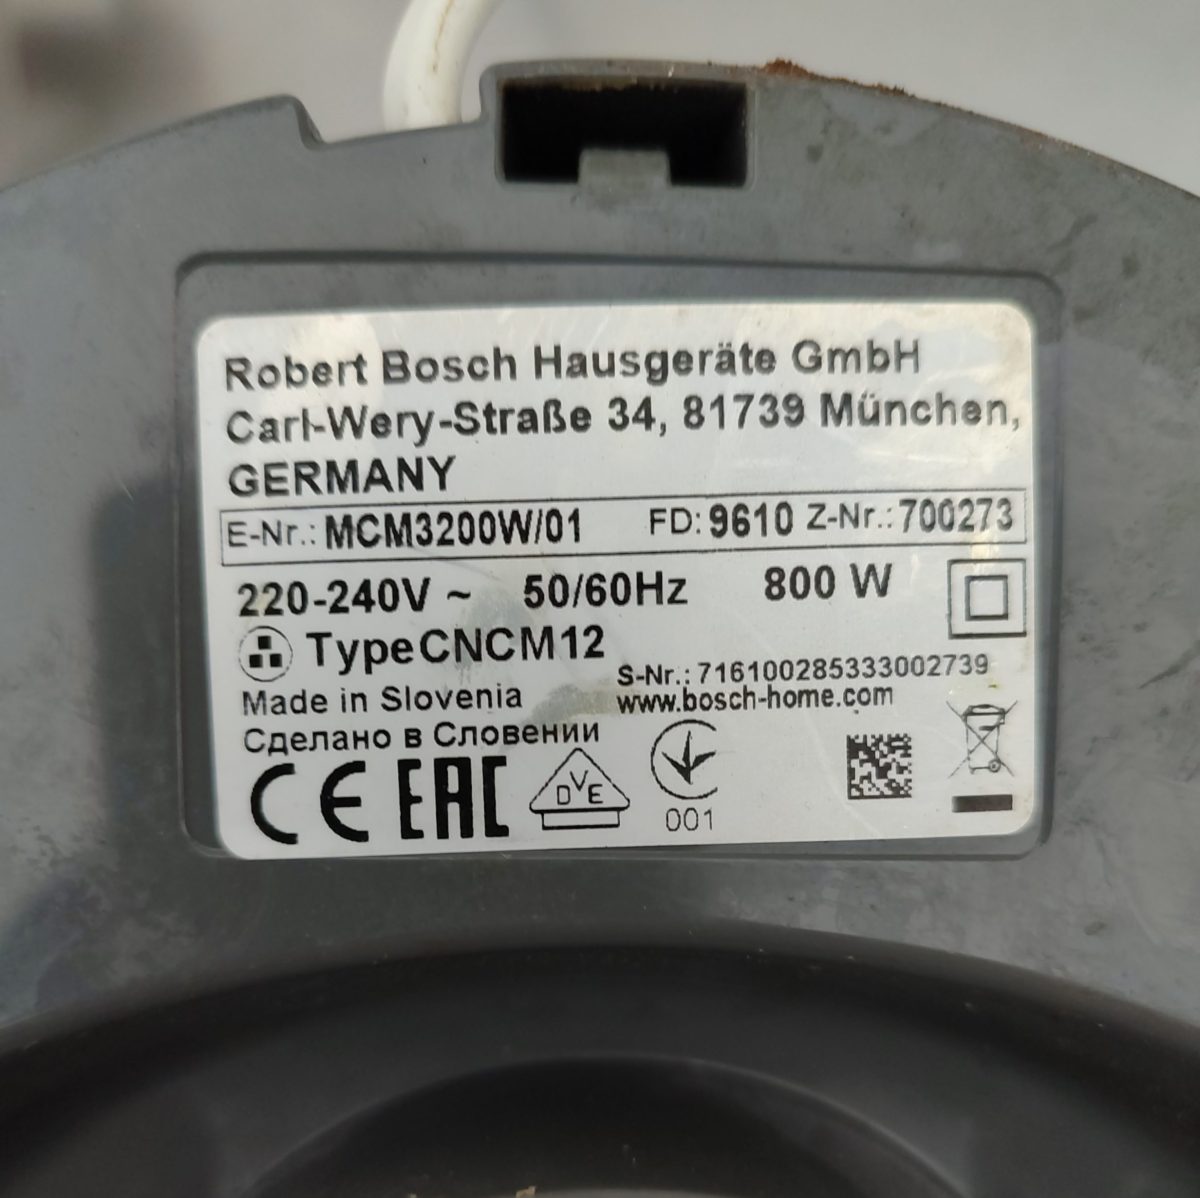 Robert Bosch Hausgeräte GmbH
Carl-Wery-Straße 34, 81739 München,
GERMANY
E-Nr.: MCM3200W/01 FD: 9610 Z-Nr.: 700273
220-240V ~ 50/60Hz 800 W
Type CNCM12
S-Nr.: 716100285333002739
Made in Slovenia www.bosch-home.com
Сделано в Словении
CE EAC DVE
001